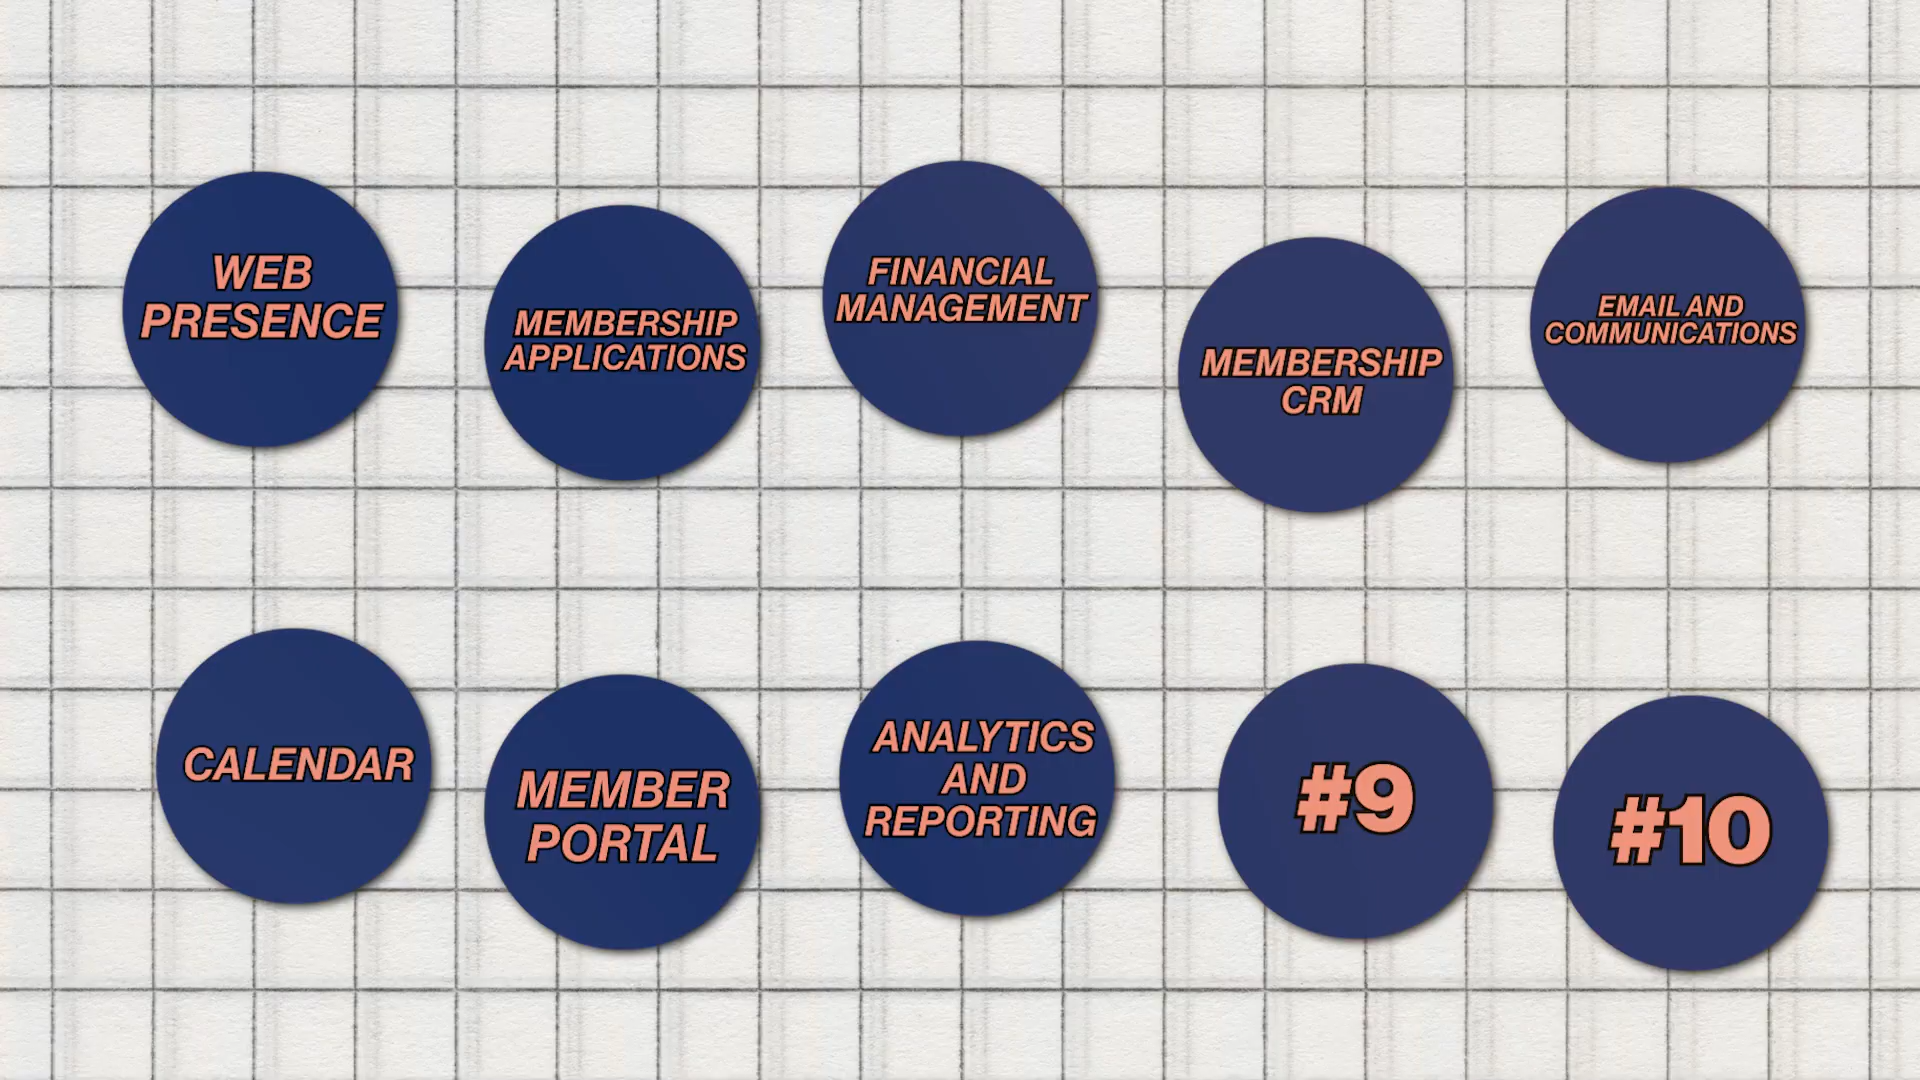 WEB
PRESENCE
MEMBERSHIP
APPLICATIONS
FINANCIAL
MANAGEMENT
MEMBERSHIP
CRM
EMAIL AND
COMMUNICATIONS
CALENDAR
MEMBER
PORTAL
ANALYTICS
AND
REPORTING
#9
#10